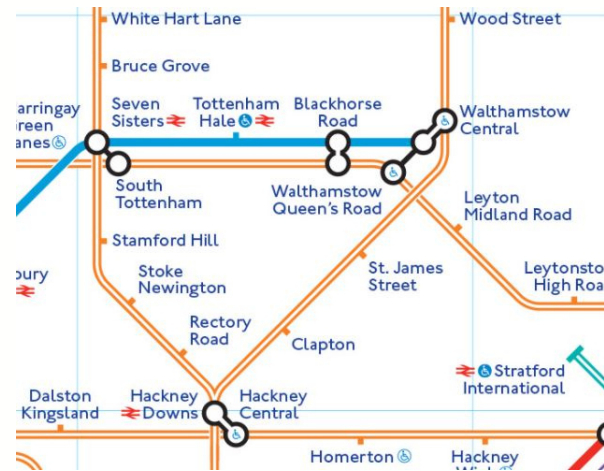 White Hart Lane
Wood Street
Bruce Grove
arringay
reen
anes
Seven
Sisters
Tottenham
Hale
Blackhorse
Road
Walthamstow
Central
South
Tottenham
Walthamstow
Queen's Road
Leyton
Midland Road
Stamford Hill
St. James
Street
Stoke
Newington
bury
Leytonsto
High Roa
Rectory
Road
Clapton
Stratford
International
Dalston
Kingsland
Hackney
Downs
Hackney
Central
Homerton
Hackney